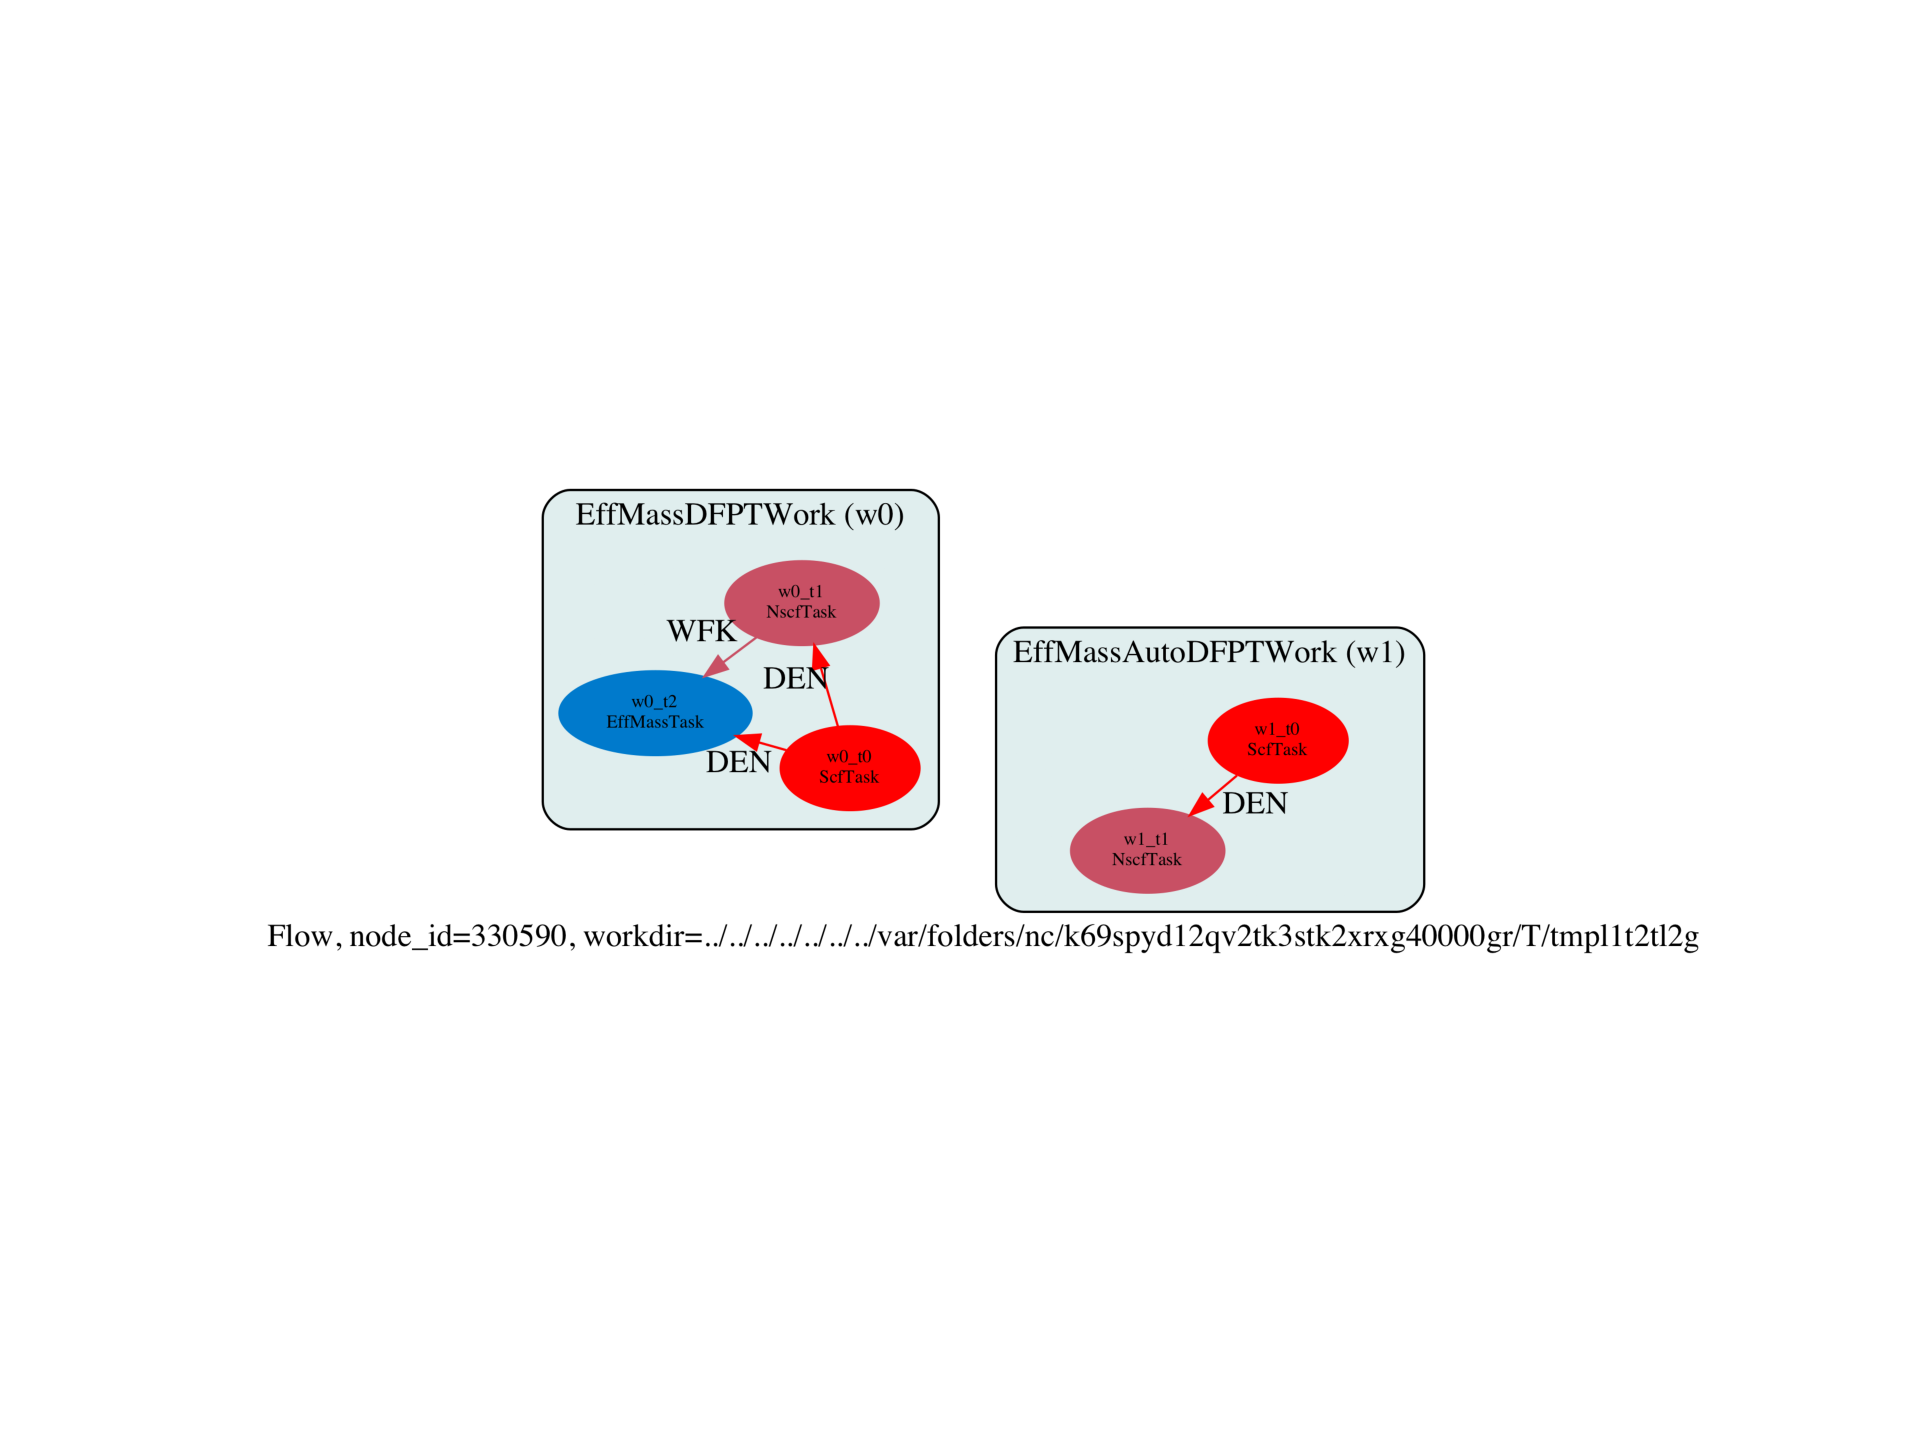 EffMassDFPTWork (w0)
w0_t1
NscfTask
WFK
DEN
w0_t2
EffMassTask
DEN
w0_t0
ScfTask
EffMassAutoDFPTWork (w1)
w1_t0
ScfTask
DEN
w1_t1
NscfTask
Flow, node_id=330590, workdir=../../../../../../../var/folders/nc/k69spyd12qv2tk3stk2xrxg40000gr/T/tmpl1t2tl2g